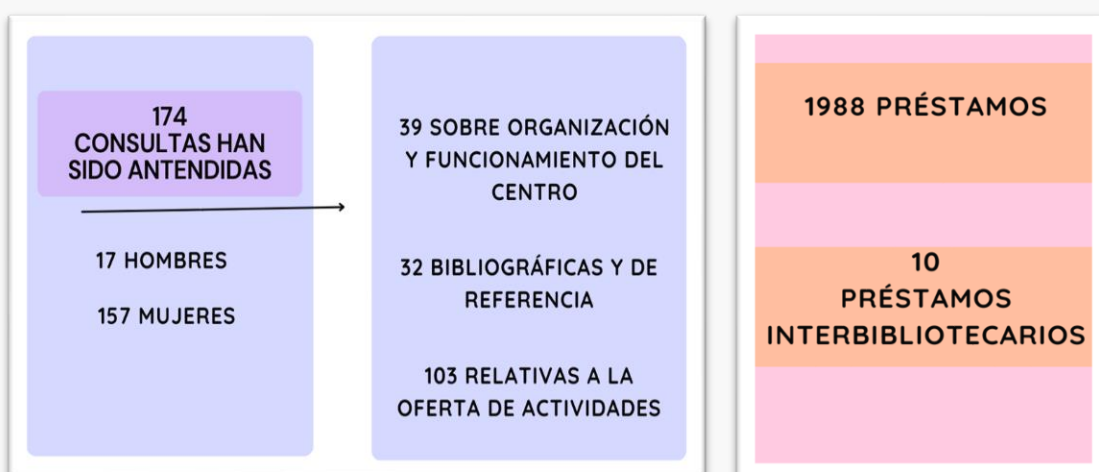 174
CONSULTAS HAN
SIDO ANTENDIDAS
17 HOMBRES
157 MUJERES
39 SOBRE ORGANIZACIÓN
Y FUNCIONAMIENTO DEL
CENTRO
32 BIBLIOGRÁFICAS Y DE
REFERENCIA
103 RELATIVAS A LA
OFERTA DE ACTIVIDADES
1988 PRÉSTAMOS
10
PRÉSTAMOS
INTERBIBLIOTECARIOS